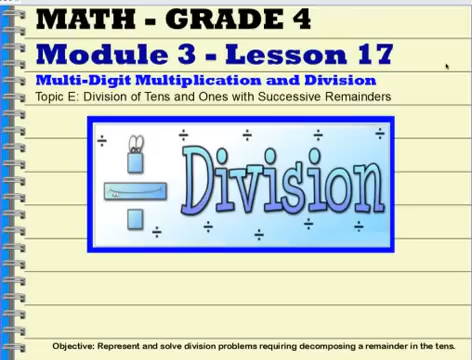 MATH - GRADE 4
Module 3 - Lesson 17
Multi-Digit Multiplication and Division
Topic E: Division of Tens and Ones with Successive Remainders
Division
Objective: Represent and solve division problems requiring decomposing a remainder in the tens.